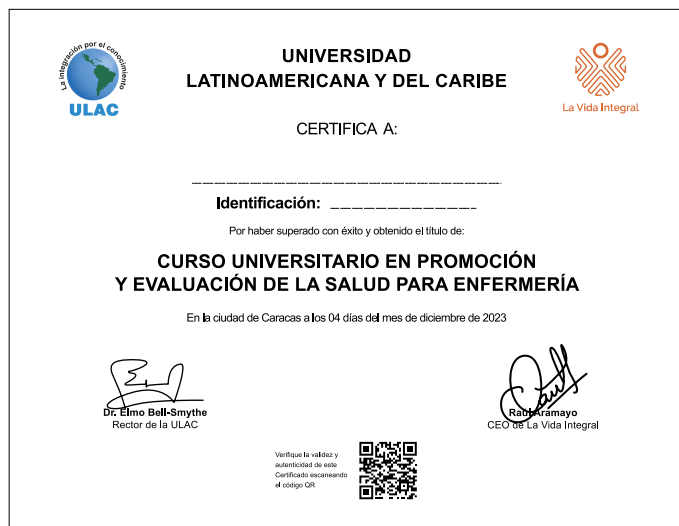 La integración por el conocimiento
ULAC
UNIVERSIDAD
LATINOAMERICANA Y DEL CARIBE
La Vida Integral
CERTIFICA A:
Identificación:
Por haber superado con éxito y obtenido el título de:
CURSO UNIVERSITARIO EN PROMOCIÓN
Y EVALUACIÓN DE LA SALUD PARA ENFERMERÍA
En la ciudad de Caracas a los 04 días del mes de diciembre de 2023
Dr. Elmo Bell-Smythe
Rector de la ULAC
Raúl Aramayo
CEO de La Vida Integral
Verifique la validez y
autenticidad de este
Certificado escaneando
el código QR